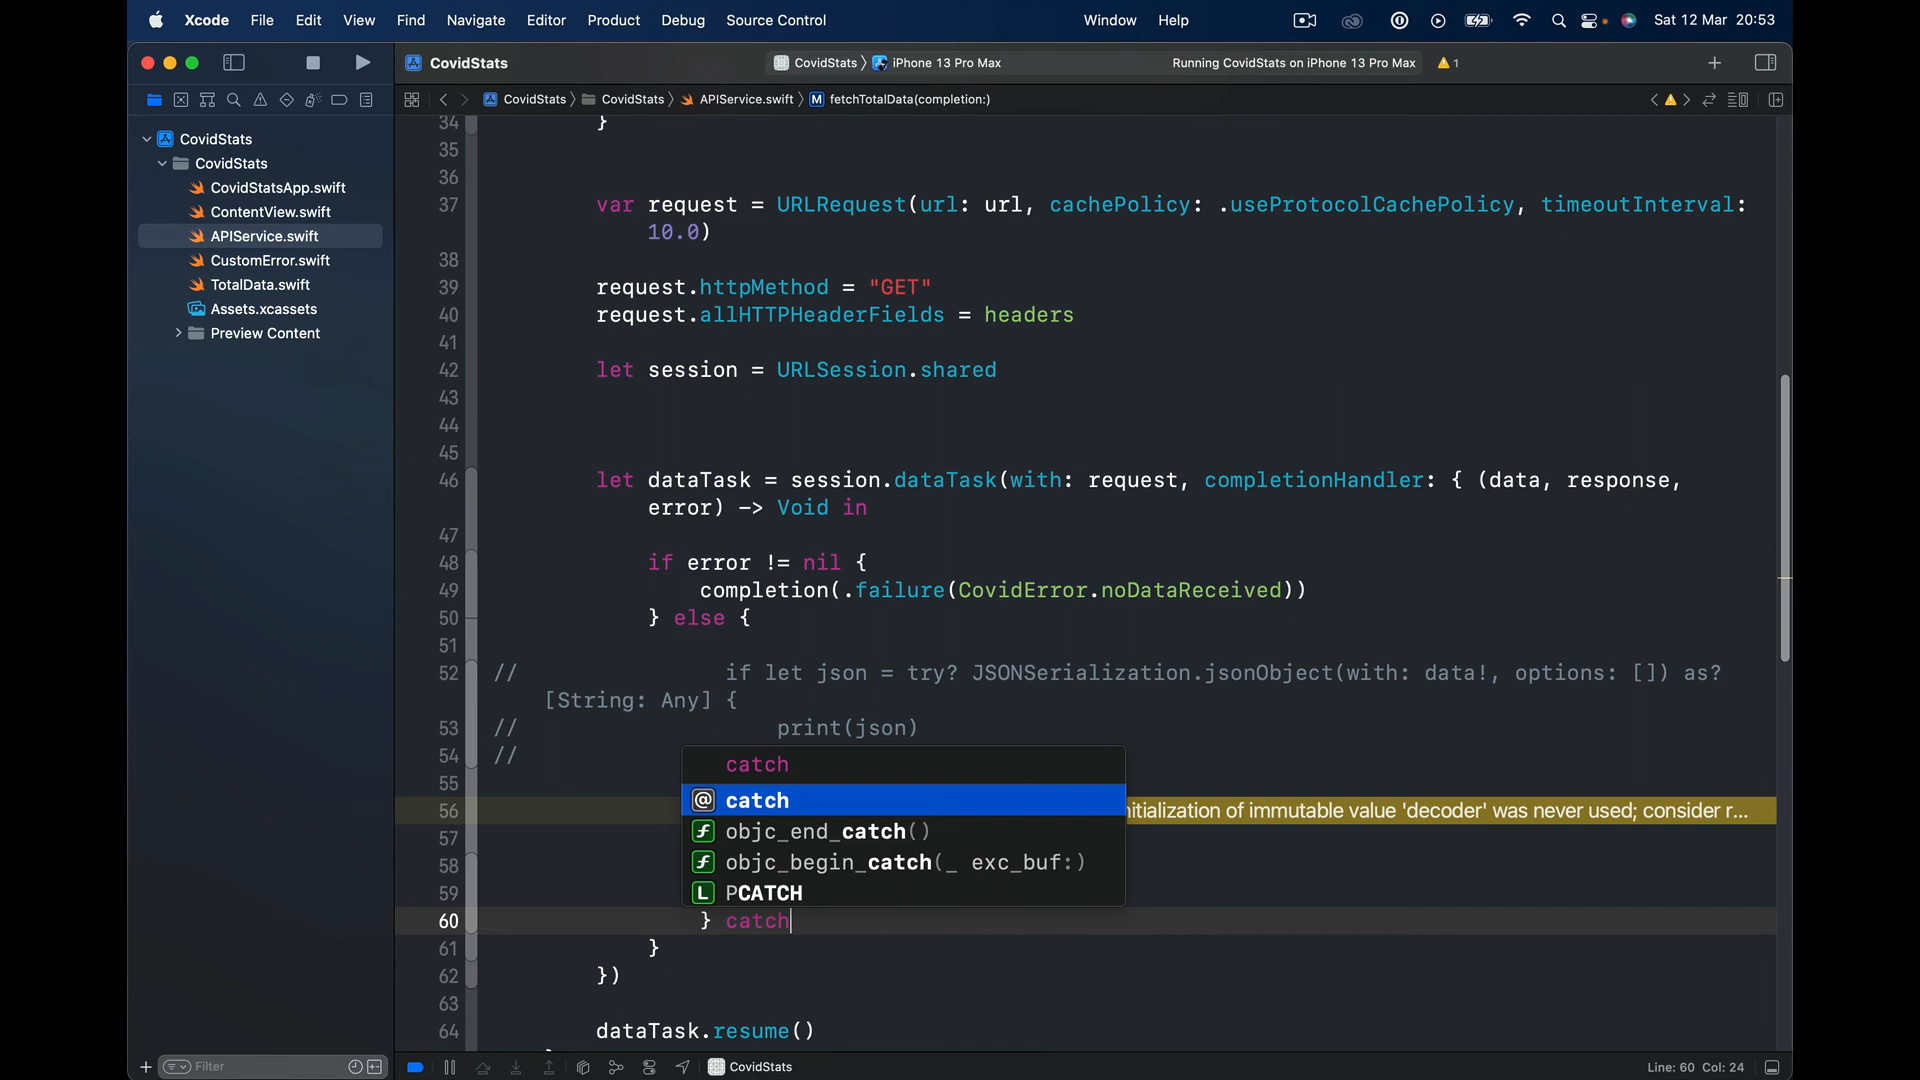 Xcode File Edit View Find Navigate Editor Product Debug Source Control Window Help Sat 12 Mar 20:53
CovidStats CovidStats iPhone 13 Pro Max Running CovidStats on iPhone 13 Pro Max 1
CovidStats CovidStats APIService.swift M fetchTotalData(completion:)
CovidStats
CovidStats
CovidStatsApp.swift
ContentView.swift
APIService.swift
CustomError.swift
TotalData.swift
Assets.xcassets
Preview Content
34 }
35
36
37 var request = URLRequest(url: url, cachePolicy: .useProtocolCachePolicy, timeoutInterval:
10.0)
38
39 request.httpMethod = "GET"
40 request.allHTTPHeaderFields = headers
41
42 let session = URLSession.shared
43
44
45
46 let dataTask = session.dataTask(with: request, completionHandler: { (data, response,
error) -> Void in
47
48 if error != nil {
49 completion(.failure(CovidError.noDataReceived))
50 } else {
51
52 // if let json = try? JSONSerialization.jsonObject(with: data!, options: []) as?
[String: Any] {
53 // print(json)
54 //
catch
55
@ catch
56 nitialization of immutable value 'decoder' was never used; consider r...
57 f objc_end_catch()
58 f objc_begin_catch(_ exc_buf:)
59 L PCATCH
60 } catch
61 }
62 })
63
64 dataTask.resume()
Filter
CovidStats
Line: 60 Col: 24